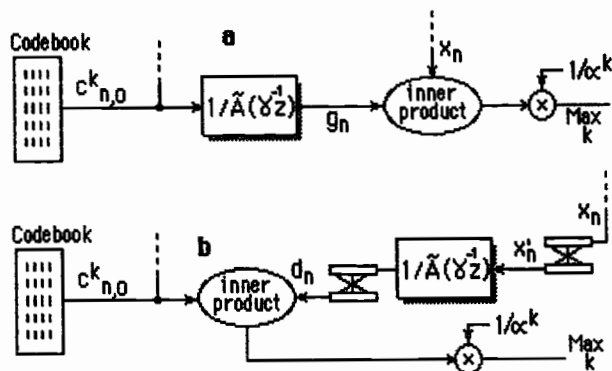 a
Codebook
c^k_{n,0}
1/Ã(γ^{-1}z)
g_n
x_n
inner
product
×
1/α^k
Max
k
b
Codebook
c^k_{n,0}
inner
product
d_n
1/Ã(γ^{-1}z)
x'_n
x_n
×
1/α^k
Max
k